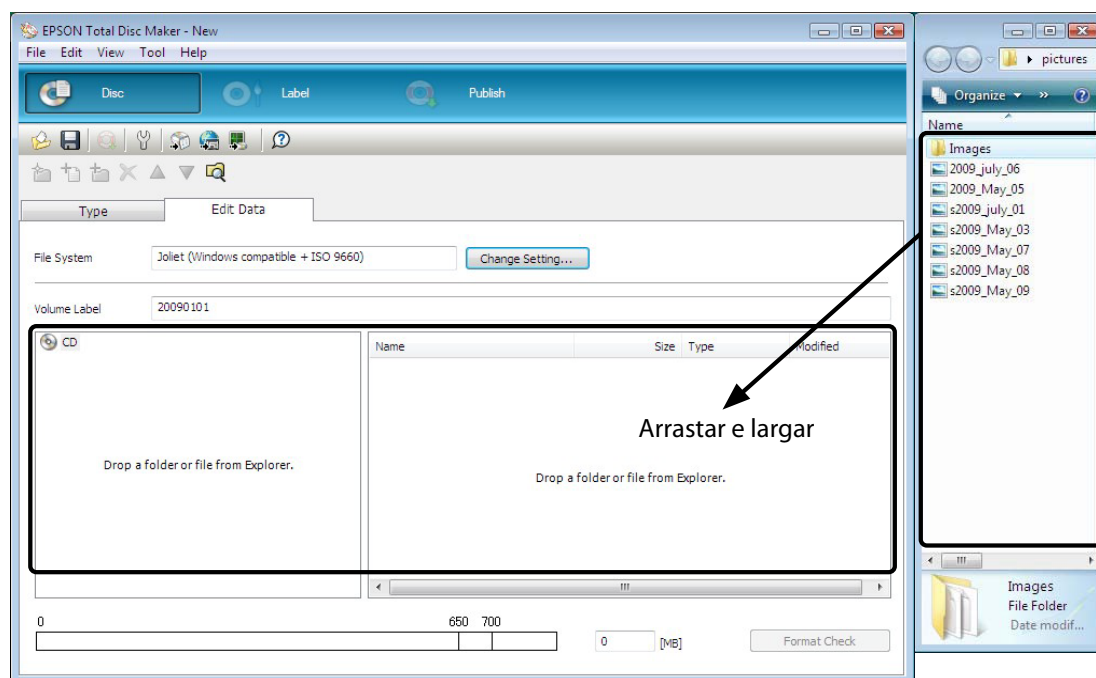 EPSON Total Disc Maker - New
File Edit View Tool Help
Disc Label Publish
Type Edit Data
File System Joliet (Windows compatible + ISO 9660) Change Setting...
Volume Label 20090101
CD
Name Size Type Modified
Drop a folder or file from Explorer.
Drop a folder or file from Explorer.
Arrastar e largar
0 650 700
0 [MB] Format Check
pictures
Organize
Name
Images
2009_july_06
2009_May_05
s2009_july_01
s2009_May_03
s2009_May_07
s2009_May_08
s2009_May_09
Images
File Folder
Date modif...